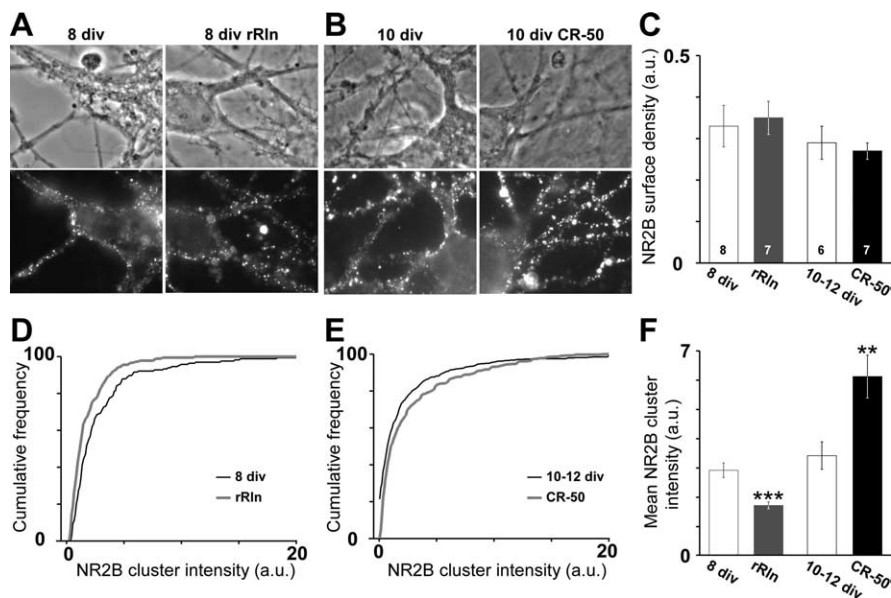 A
8 div
8 div rRln
B
10 div
10 div CR-50
C
NR2B surface density (a.u.)
0.5
0
8
7
6
7
8 div
rRln
10-12 div
CR-50
D
Cumulative frequency
100
0
8 div
rRln
0
20
NR2B cluster intensity (a.u.)
E
Cumulative frequency
100
0
10-12 div
CR-50
0
20
NR2B cluster intensity (a.u.)
F
Mean NR2B cluster
intensity (a.u.)
7
0
***
**
8 div
rRln
10-12 div
CR-50